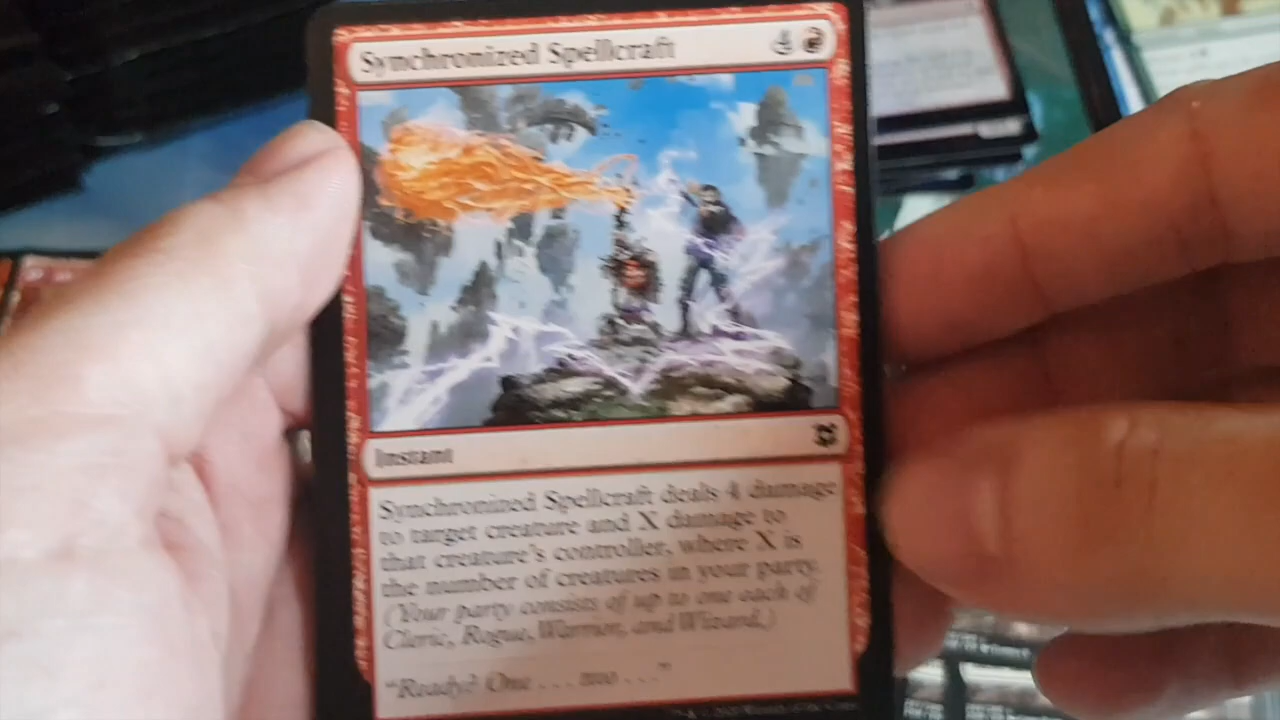 Synchronized Spellcraft 4
Instant
Synchronized Spellcraft deals 4 damage
to target creature and X damage to
that creature's controller, where X is
the number of creatures in your party.
(Your party consists of up to one each of
Cleric, Rogue, Warrior, and Wizard.)
"Ready? One . . . two . . ."